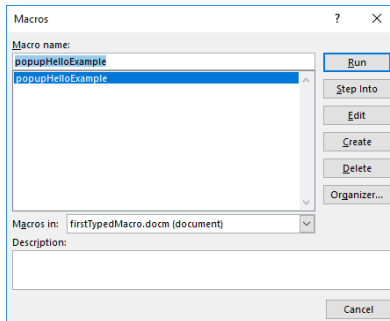 Macros ? X
Macro name:
popupHelloExample
popupHelloExample
Run
Step Into
Edit
Create
Delete
Organizer...
Macros in: firstTypedMacro.docm (document)
Description:
Cancel